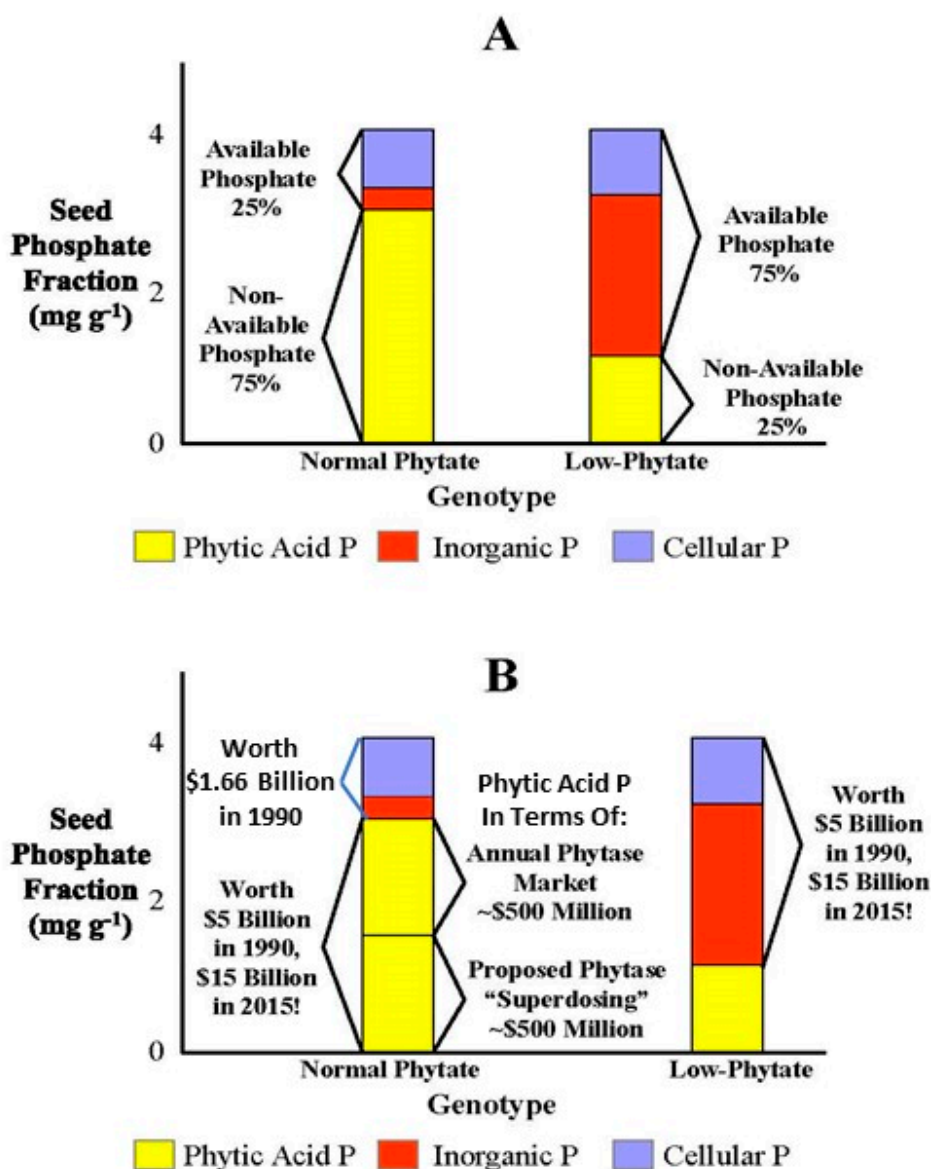 A
Seed
Phosphate
Fraction
(mg g-1)
4
2
0
Available
Phosphate
25%
Non-
Available
Phosphate
75%
Available
Phosphate
75%
Non-Available
Phosphate
25%
Normal Phytate
Low-Phytate
Genotype
Phytic Acid P
Inorganic P
Cellular P
B
Seed
Phosphate
Fraction
(mg g-1)
4
2
0
Worth
$1.66 Billion
in 1990
Worth
$5 Billion
in 1990,
$15 Billion
in 2015!
Phytic Acid P
In Terms Of:
Annual Phytase
Market
~$500 Million
Proposed Phytase
“Superdosing”
~$500 Million
Worth
$5 Billion
in 1990,
$15 Billion
in 2015!
Normal Phytate
Low-Phytate
Genotype
Phytic Acid P
Inorganic P
Cellular P